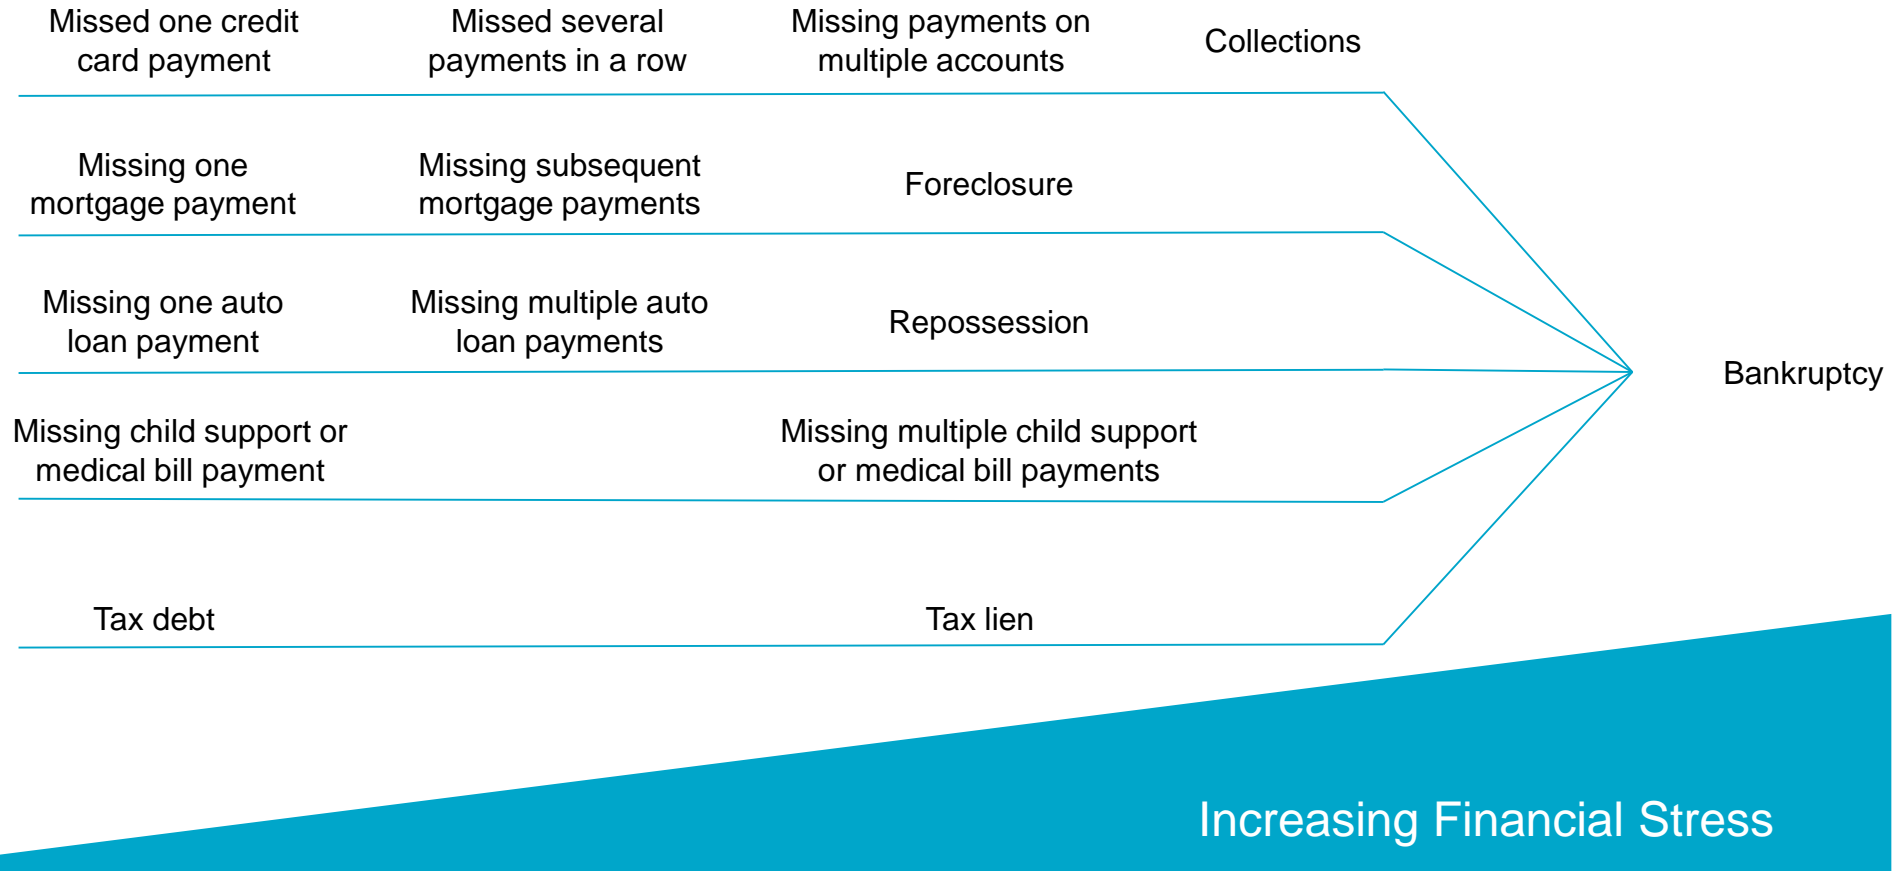 Missed one credit
card payment
Missed several
payments in a row
Missing payments on
multiple accounts
Collections
Missing one
mortgage payment
Missing subsequent
mortgage payments
Foreclosure
Missing one auto
loan payment
Missing multiple auto
loan payments
Repossession
Bankruptcy
Missing child support or
medical bill payment
Missing multiple child support
or medical bill payments
Tax debt
Tax lien
Increasing Financial Stress